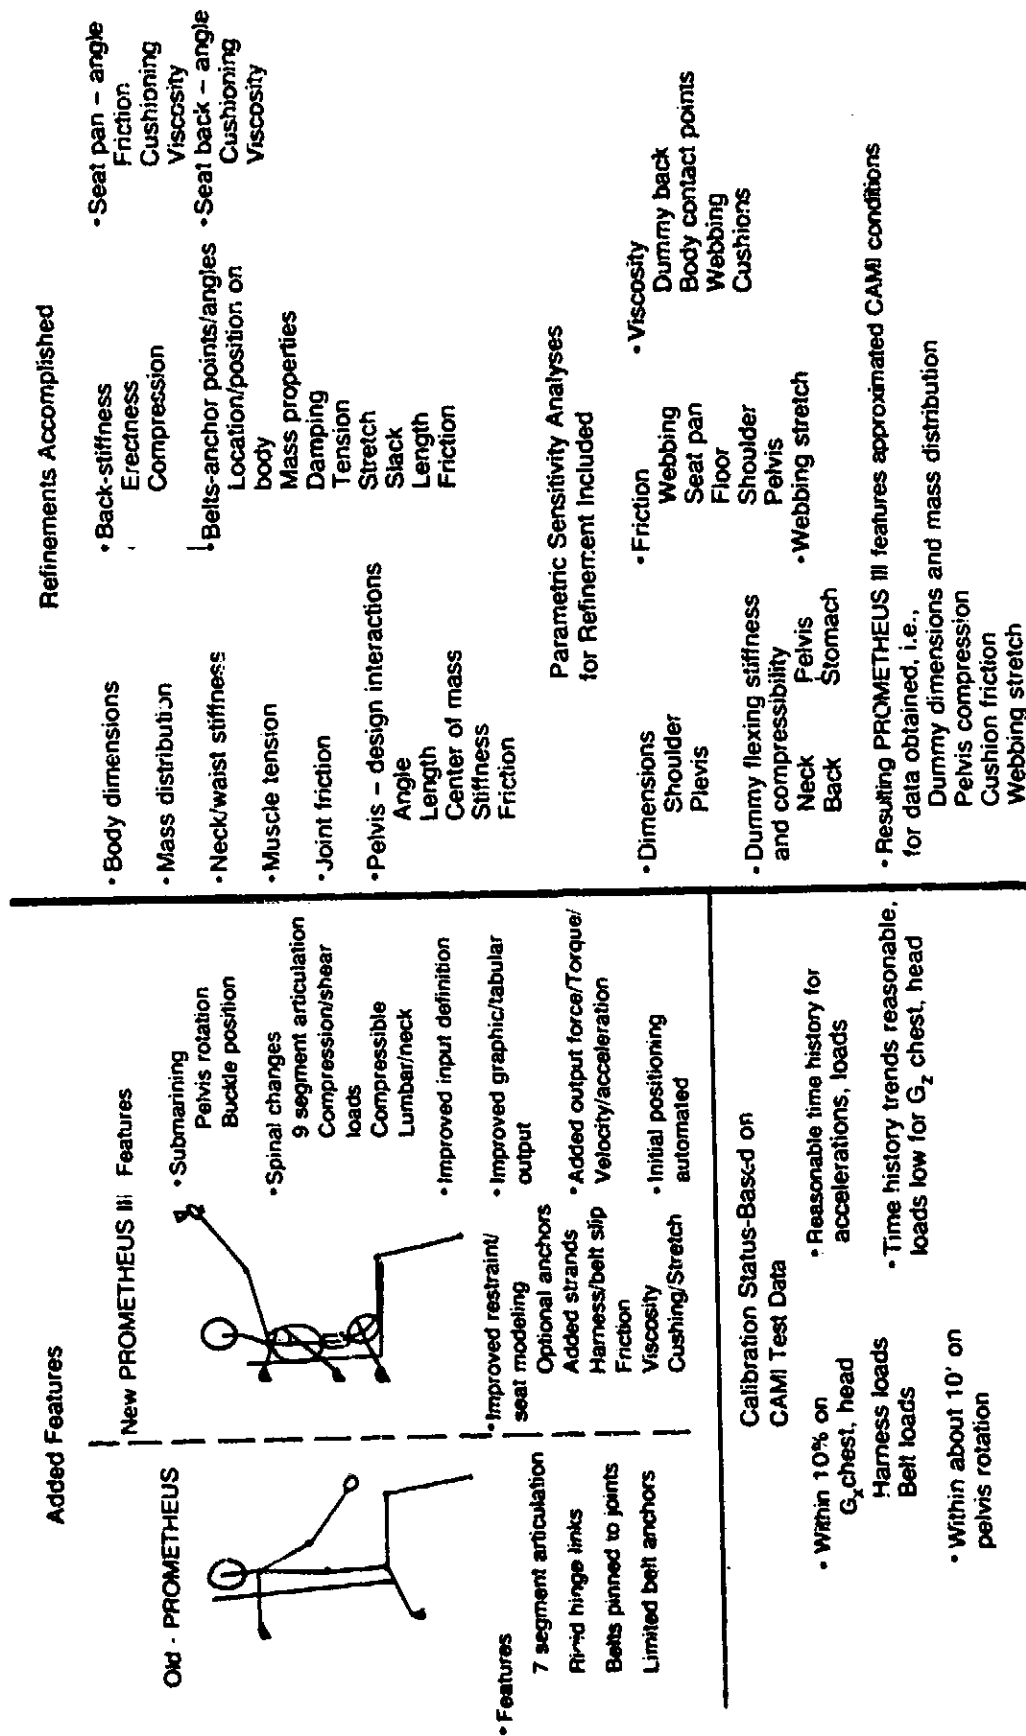 Added Features
Old - PROMETHEUS
• Features
7 segment articulation
Rigid hinge links
Belts pinned to joints
Limited belt anchors
New PROMETHEUS III Features
• Improved restraint/
seat modeling
Optional anchors
Added strands
Harness/belt slip
Friction
Viscosity
Cushing/Stretch
• Submarining
Pelvis rotation
Buckle position
• Spinal changes
9 segment articulation
Compression/shear
loads
Compressible
Lumbar/neck
• Improved input definition
• Improved graphic/tabular
output
• Added output force/Torque/
Velocity/acceleration
• Initial positioning
automated
Calibration Status-Based on
CAMI Test Data
• Within 10% on
Gx chest, head
Harness loads
Belt loads
• Within about 10' on
pelvis rotation
• Reasonable time history for
accelerations, loads
• Time history trends reasonable,
loads low for Gz chest, head
Refinements Accomplished
• Body dimensions
• Mass distribution
• Neck/waist stiffness
• Muscle tension
• Joint friction
• Pelvis – design interactions
Angle
Length
Center of mass
Stiffness
Friction
• Back-stiffness
Erectness
Compression
• Belts-anchor points/angles
Location/position on
body
Mass properties
Damping
Tension
Stretch
Slack
Length
Friction
• Seat pan – angle
Friction
Cushioning
Viscosity
• Seat back – angle
Cushioning
Viscosity
Parametric Sensitivity Analyses
for Refinement Included
• Dimensions
Shoulder
Plevis
• Dummy flexing stiffness
and compressibility
Neck Pelvis
Back Stomach
• Friction
Webbing
Seat pan
Floor
Shoulder
Pelvis
• Webbing stretch
• Viscosity
Dummy back
Body contact points
Webbing
Cushions
• Resulting PROMETHEUS III features approximated CAMI conditions
for data obtained, i.e.,
Dummy dimensions and mass distribution
Pelvis compression
Cushion friction
Webbing stretch